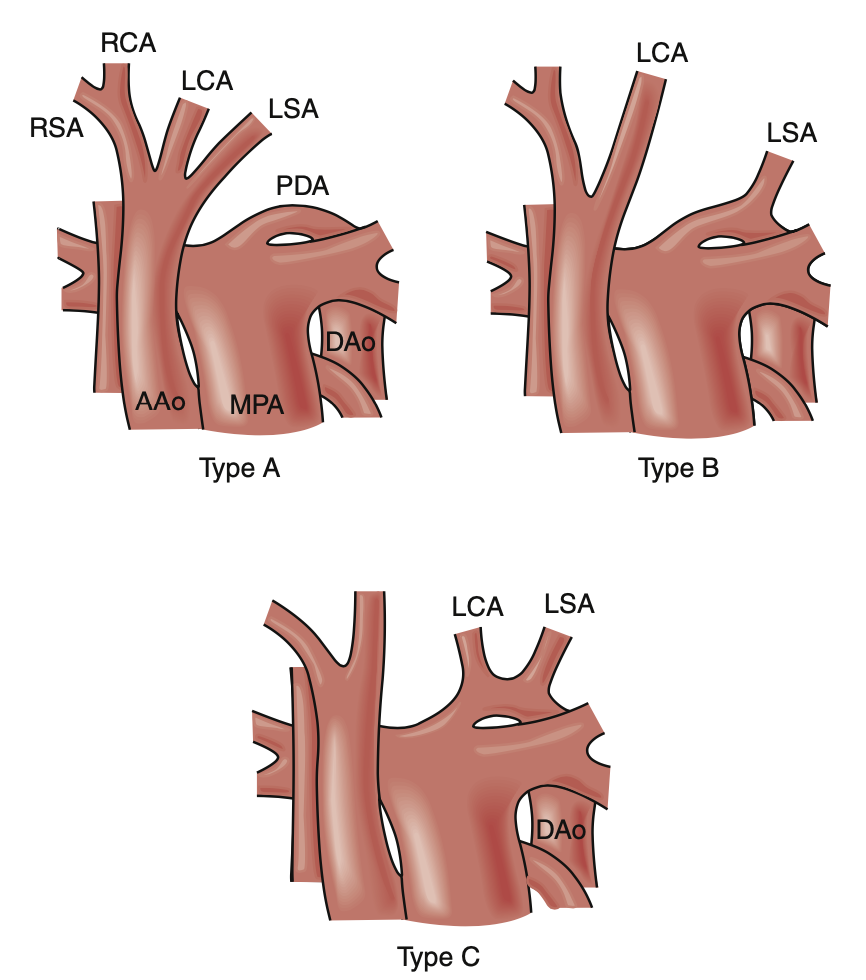 RCA
LCA
LSA
RSA
PDA
DAo
AAo
MPA
Type A
LCA
LSA
Type B
LCA
LSA
DAo
Type C